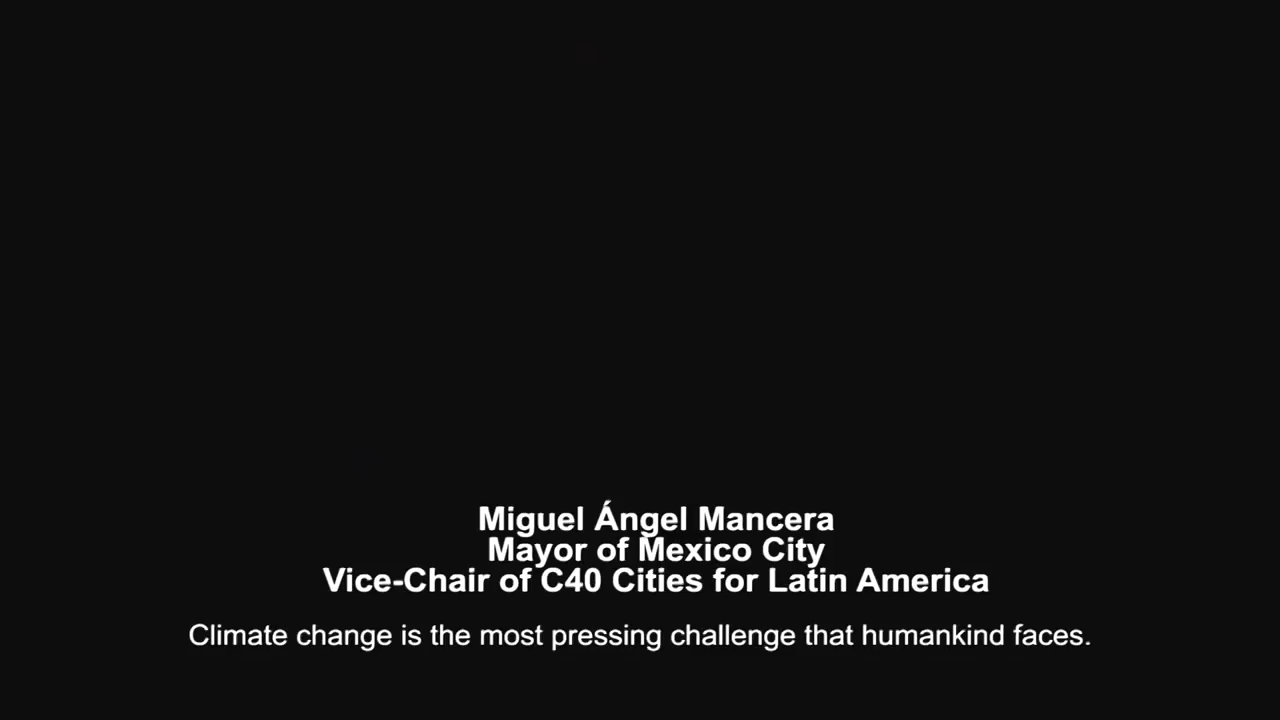 Miguel Ángel Mancera
Mayor of Mexico City
Vice-Chair of C40 Cities for Latin America
Climate change is the most pressing challenge that humankind faces.